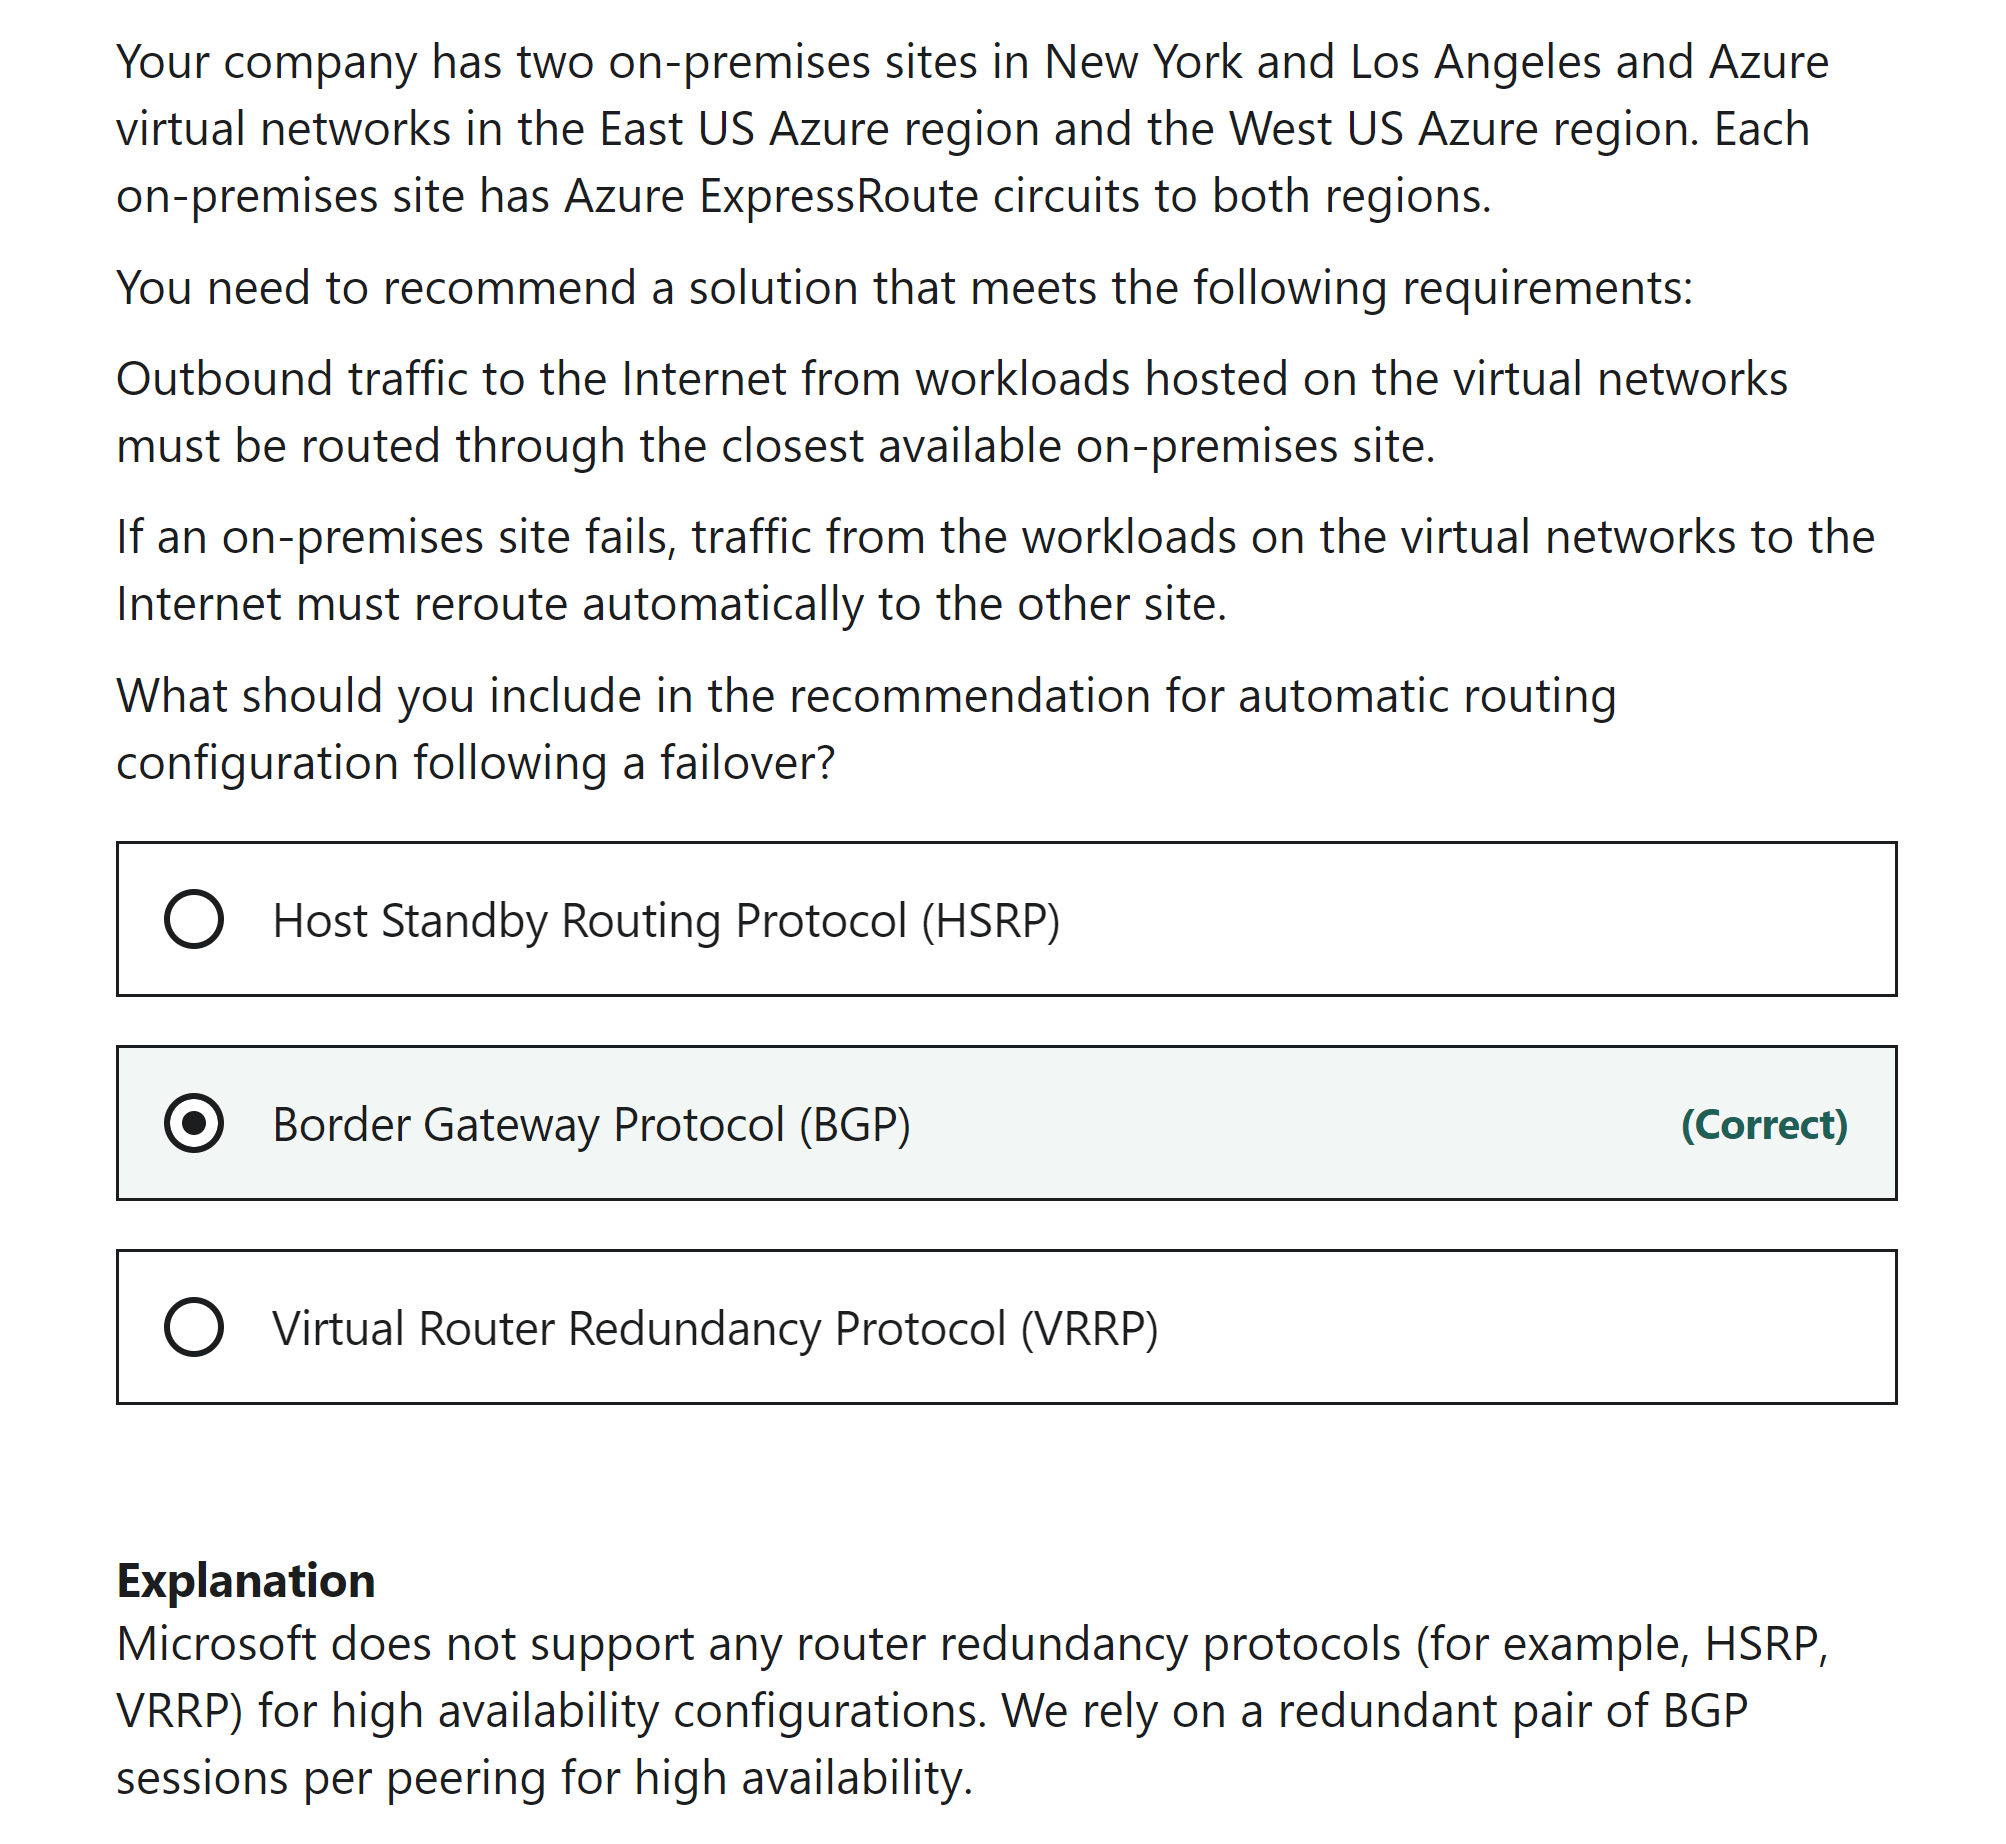 Your company has two on-premises sites in New York and Los Angeles and Azure
virtual networks in the East US Azure region and the West US Azure region. Each
on-premises site has Azure ExpressRoute circuits to both regions.
You need to recommend a solution that meets the following requirements:
Outbound traffic to the Internet from workloads hosted on the virtual networks
must be routed through the closest available on-premises site.
If an on-premises site fails, traffic from the workloads on the virtual networks to the
Internet must reroute automatically to the other site.
What should you include in the recommendation for automatic routing
configuration following a failover?
Host Standby Routing Protocol (HSRP)
Border Gateway Protocol (BGP) (Correct)
Virtual Router Redundancy Protocol (VRRP)
Explanation
Microsoft does not support any router redundancy protocols (for example, HSRP,
VRRP) for high availability configurations. We rely on a redundant pair of BGP
sessions per peering for high availability.